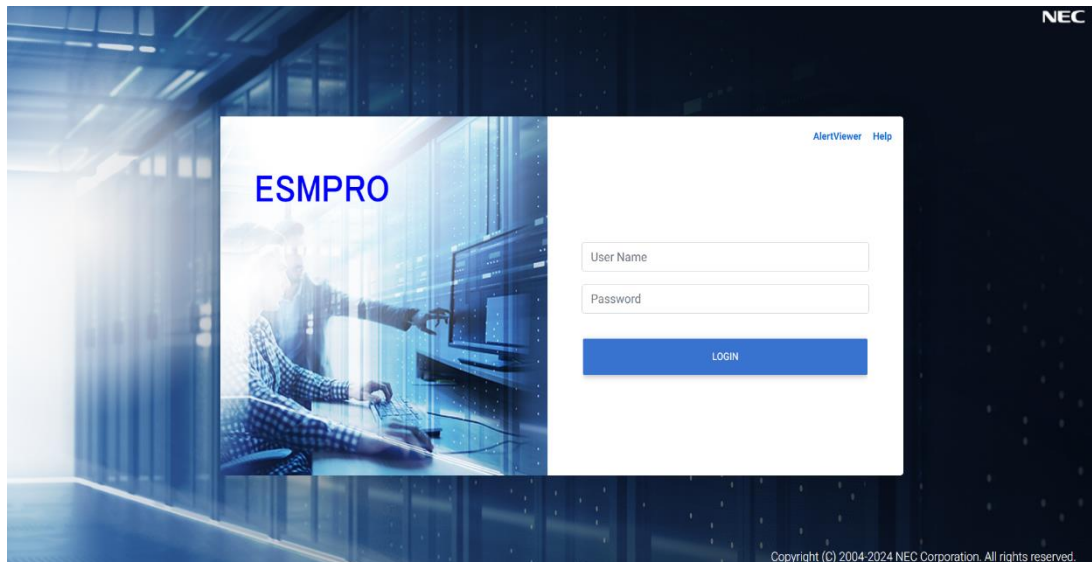 NEC
AlertViewer Help
ESMPRO
User Name
Password
LOGIN
Copyright (C) 2004-2024 NEC Corporation. All rights reserved.